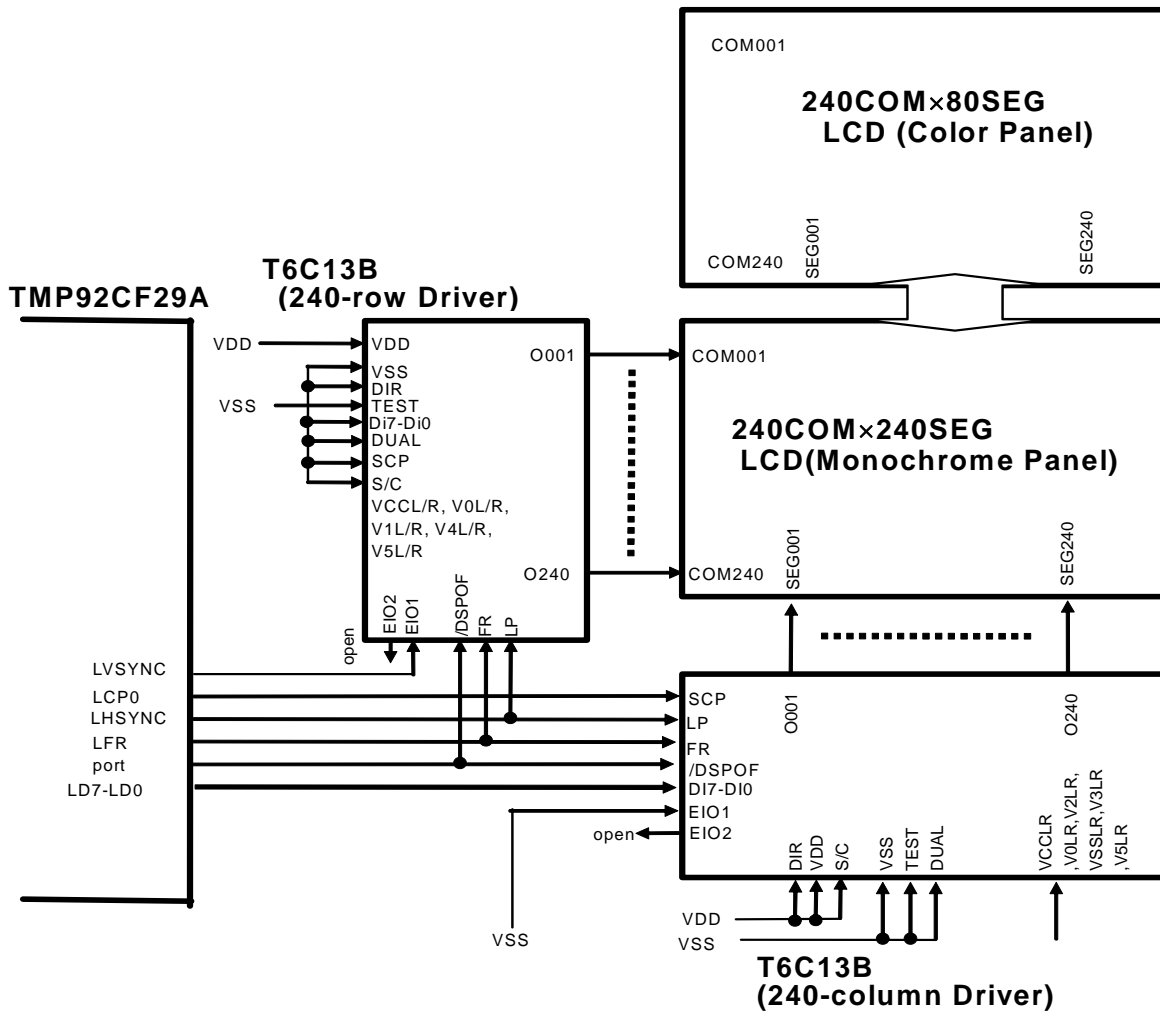 COM001
240COM×80SEG
LCD (Color Panel)
COM240
SEG001
SEG240
TMP92CF29A
T6C13B
(240-row Driver)
VDD
VSS
VDD
VSS
DIR
TEST
Di7-Di0
DUAL
SCP
S/C
VCCL/R, V0L/R,
V1L/R, V4L/R,
V5L/R
O001
O240
open
EIO2
EIO1
/DSPOF
FR
LP
COM001
240COM×240SEG
LCD(Monochrome Panel)
COM240
SEG001
SEG240
LVSYNC
LCP0
LHSYNC
LFR
port
LD7-LD0
SCP
LP
FR
/DSPOF
DI7-DI0
EIO1
EIO2
open
O001
O240
DIR
VDD
S/C
VSS
TEST
DUAL
VCCLR
,V0LR,V2LR,
VSSLR,V3LR
,V5LR
VDD
VSS
VSS
T6C13B
(240-column Driver)